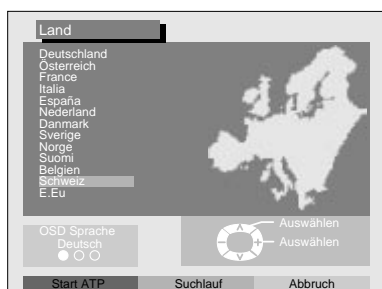 Land
Deutschland
Österreich
France
Italia
España
Nederland
Danmark
Sverige
Norge
Suomi
Belgien
Schweiz
E.Eu
OSD Sprache
Deutsch
Auswählen
Auswählen
Start ATP
Suchlauf
Abbruch